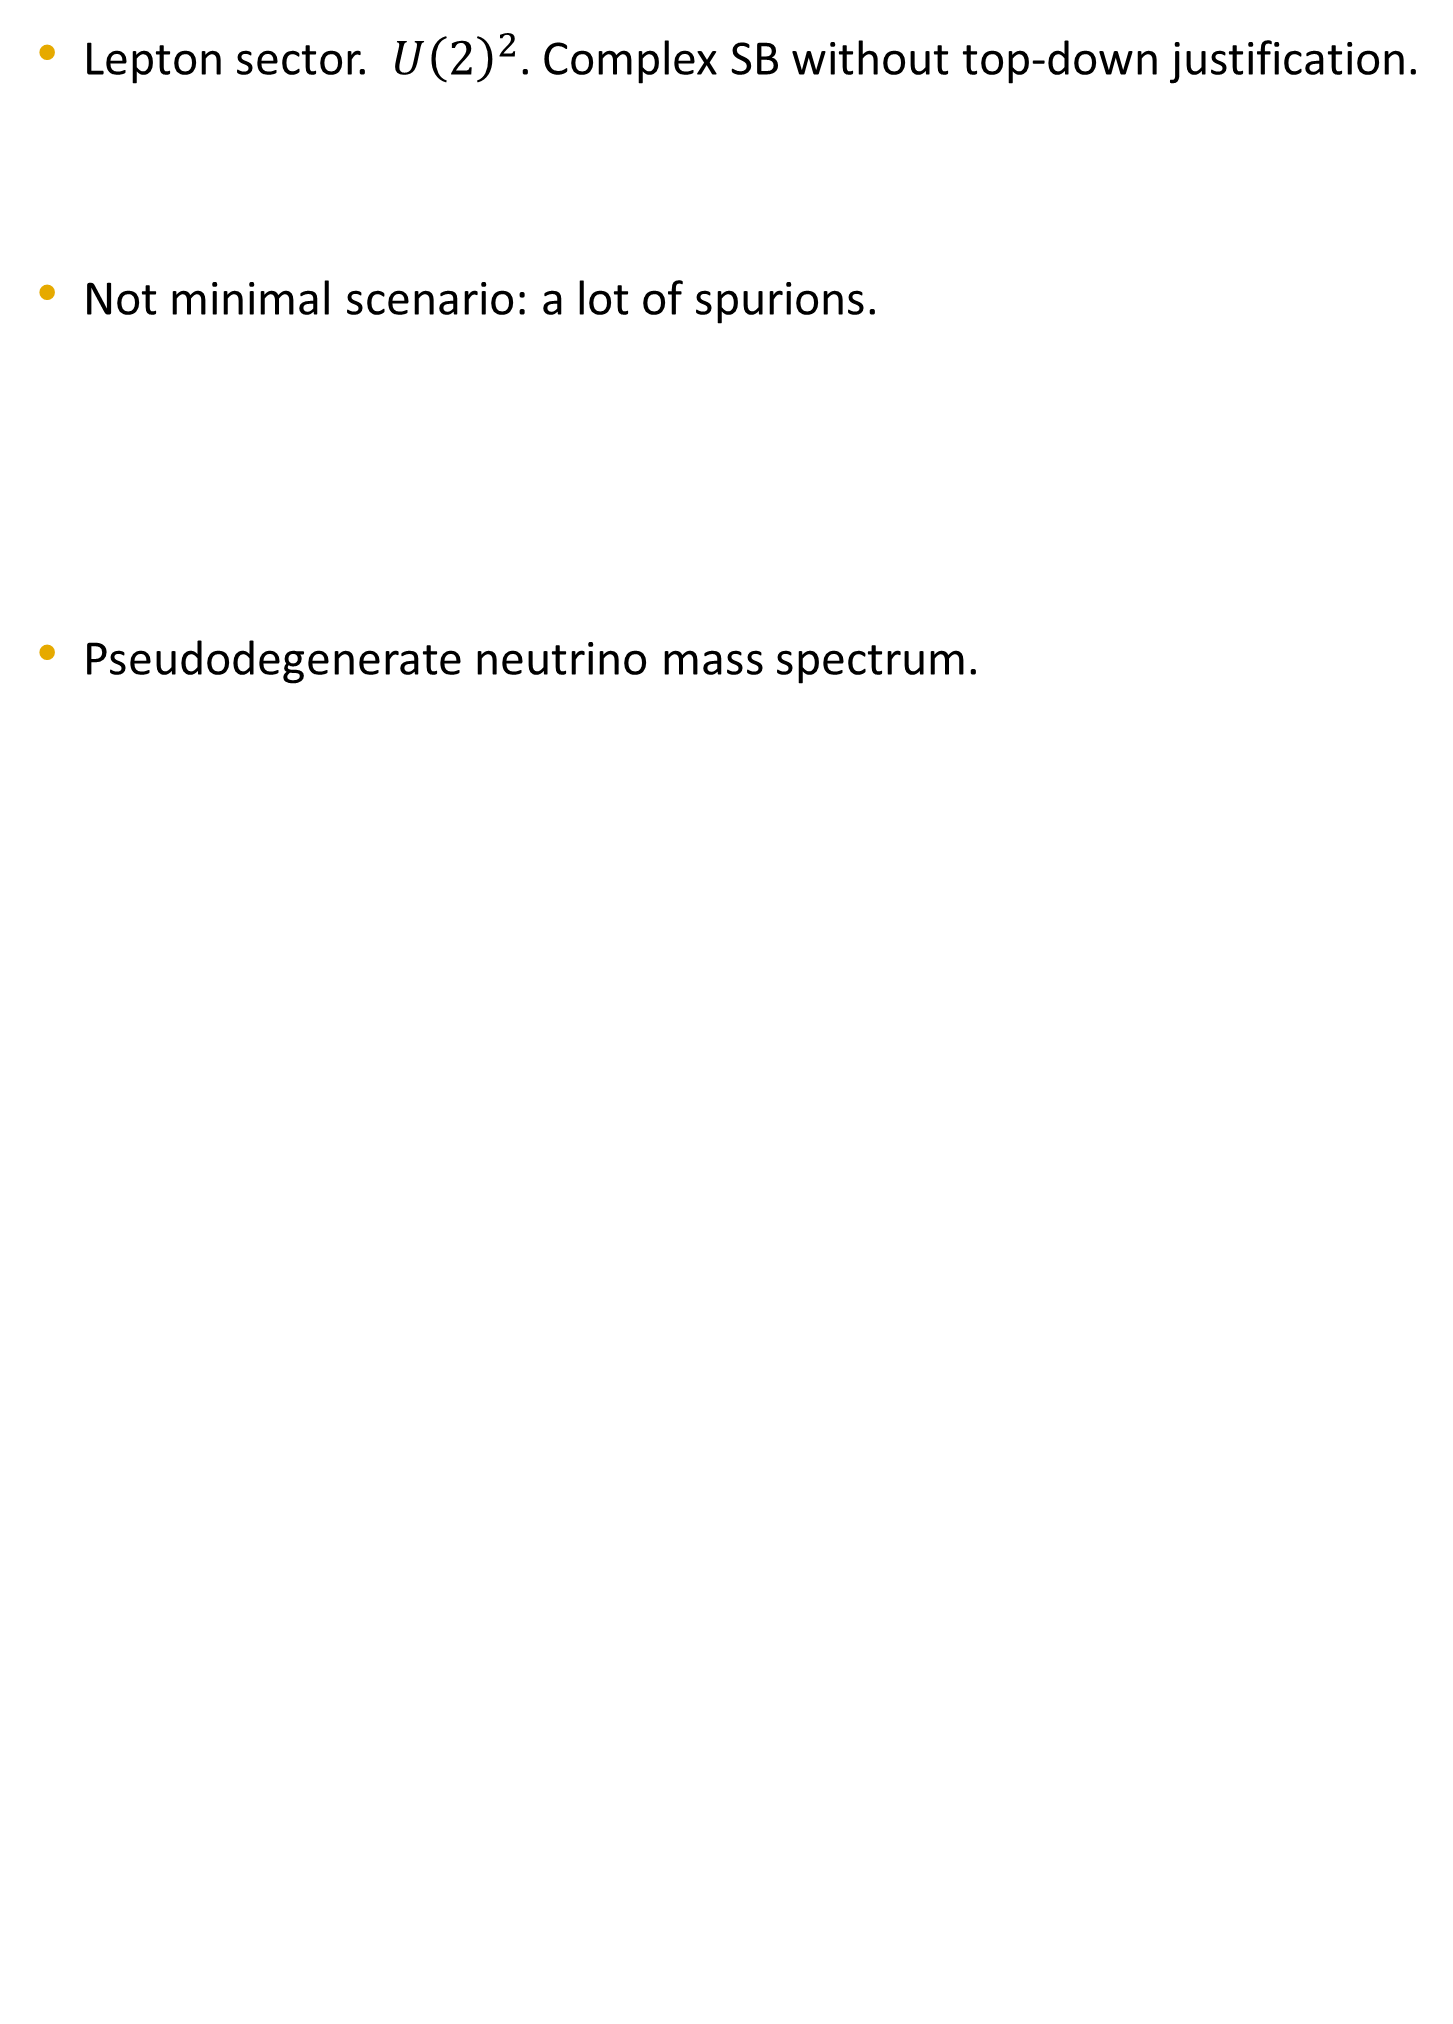 • Lepton sector. U(2)². Complex SB without top-down justification.
• Not minimal scenario: a lot of spurions.
• Pseudodegenerate neutrino mass spectrum.